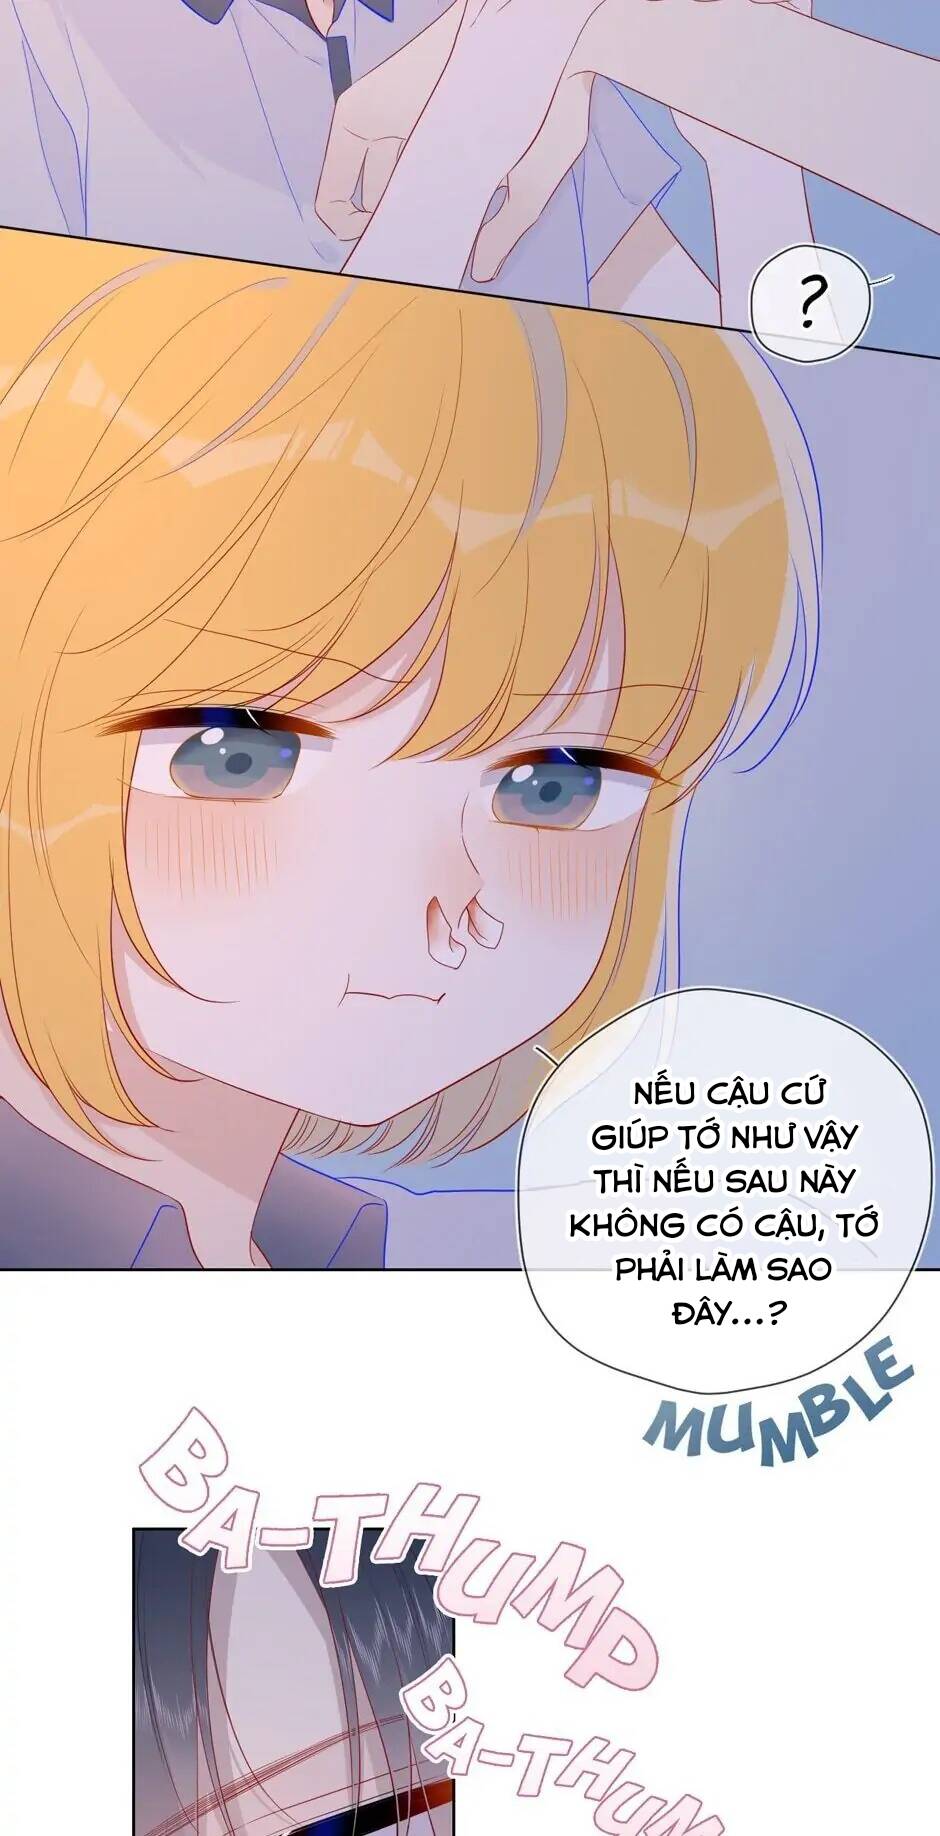 ?
NẾU CẬU CỨ
GIÚP TỚ NHƯ VẬY
THÌ NẾU SAU NÀY
KHÔNG CÓ CẬU, TỚ
PHẢI LÀM SAO
ĐÂY...?
MUMBLE
BA-THUMP
BA-THUMP